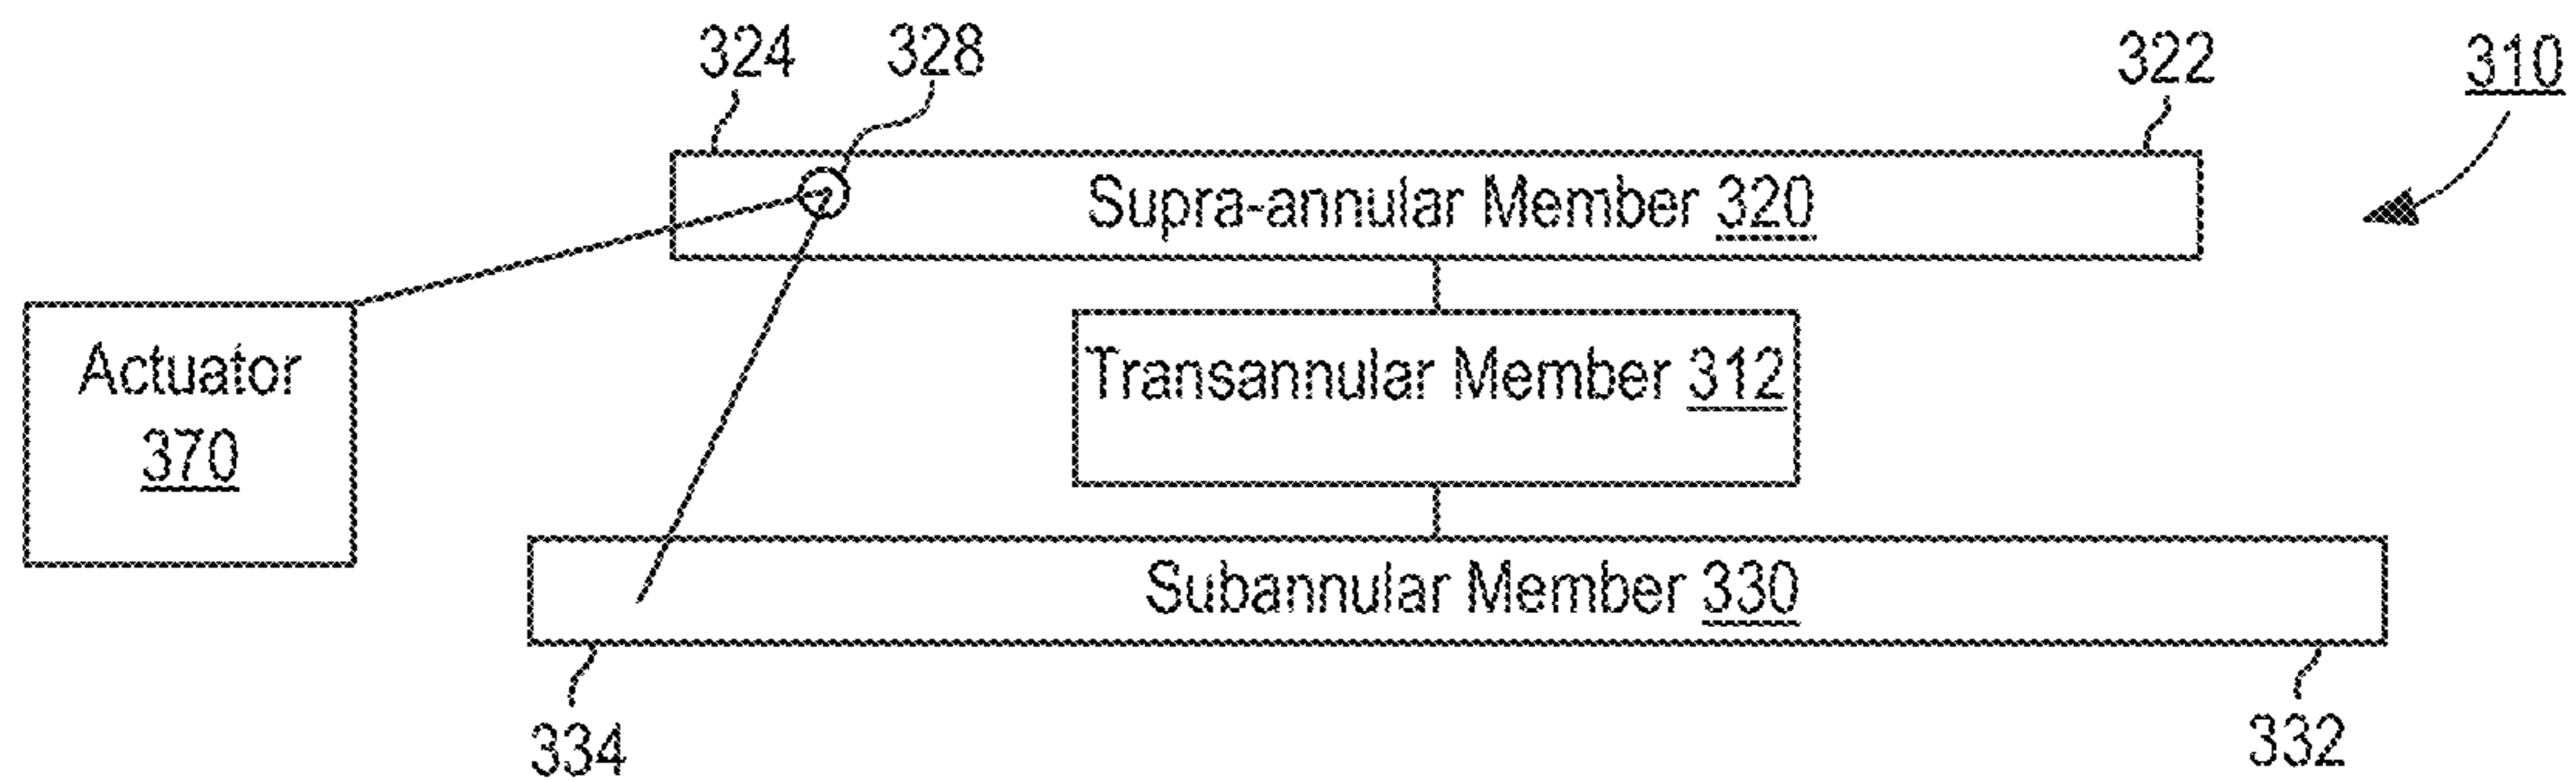 324
328
322
310
Supra-annular Member 320
Actuator
370
Transannular Member 312
Subannular Member 330
334
332